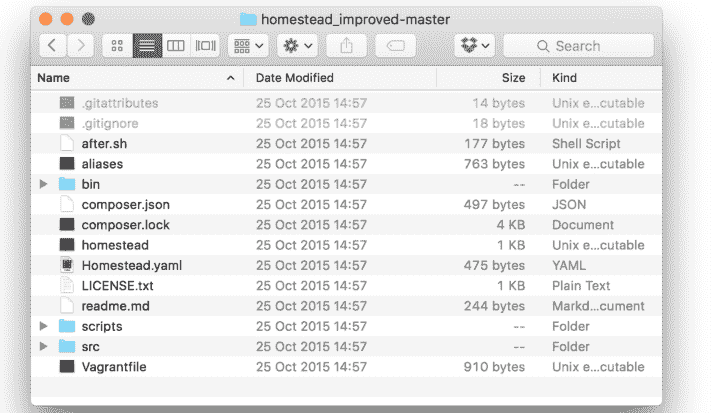 homestead_improved-master
Search
Name Date Modified Size Kind
.gitattributes 25 Oct 2015 14:57 14 bytes Unix e...cutable
.gitignore 25 Oct 2015 14:57 18 bytes Unix e...cutable
after.sh 25 Oct 2015 14:57 177 bytes Shell Script
aliases 25 Oct 2015 14:57 763 bytes Unix e...cutable
bin 25 Oct 2015 14:57 -- Folder
composer.json 25 Oct 2015 14:57 497 bytes JSON
composer.lock 25 Oct 2015 14:57 4 KB Document
homestead 25 Oct 2015 14:57 1 KB Unix e...cutable
Homestead.yaml 25 Oct 2015 14:57 475 bytes YAML
LICENSE.txt 25 Oct 2015 14:57 1 KB Plain Text
readme.md 25 Oct 2015 14:57 244 bytes Markd...cument
scripts 25 Oct 2015 14:57 -- Folder
src 25 Oct 2015 14:57 -- Folder
Vagrantfile 25 Oct 2015 14:57 910 bytes Unix e...cutable